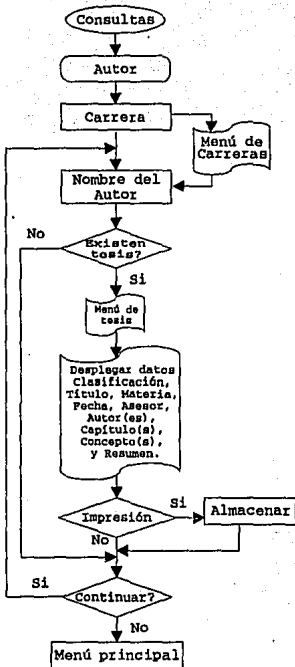 Consultas
Autor
Carrera
Menú de
Carreras
Nombre del
Autor
No
Existen
tesis?
Si
Menú de
tesis
Desplegar datos
Clasificación,
Título, Materia,
Fecha, Asesor,
Autor(es),
Capítulo(s),
Concepto(s),
y Resumen.
Impresión
Si
Almacenar
No
Si
Continuar?
No
Menú principal